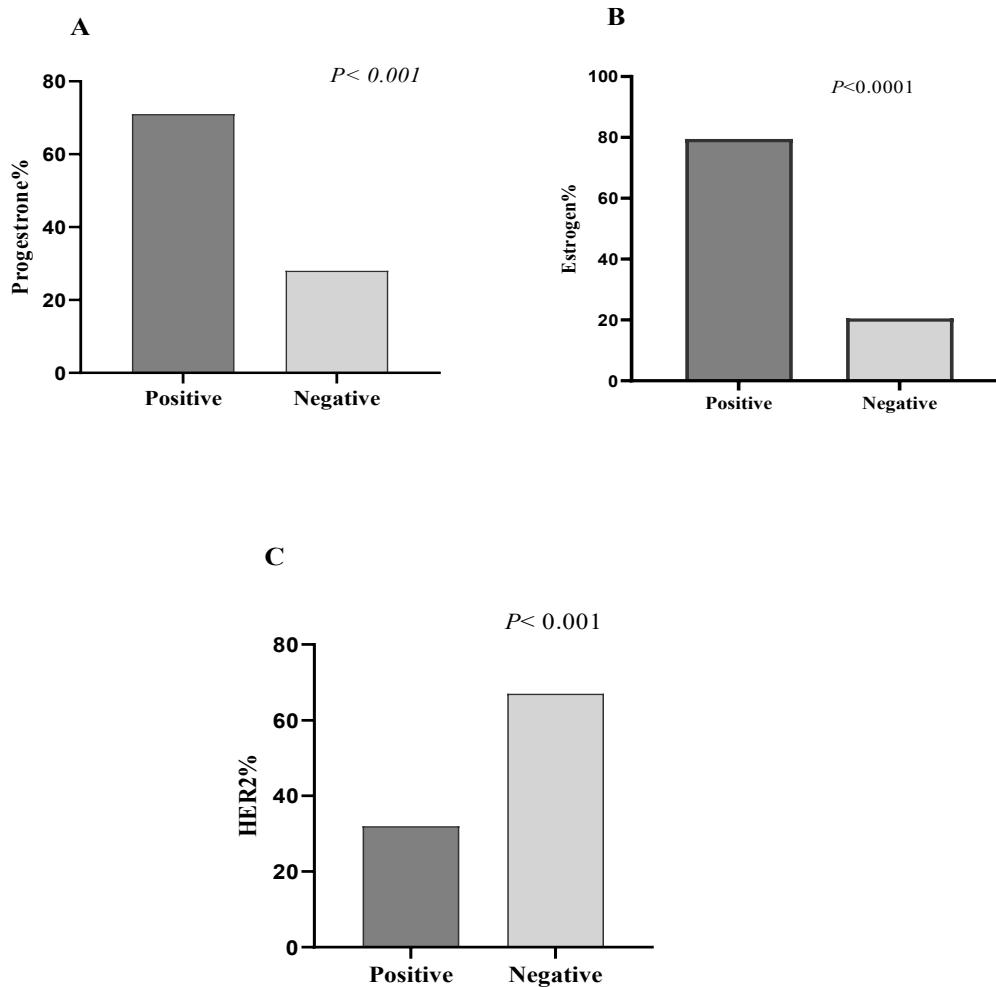 A
P< 0.001
Progestrone%
80
60
40
20
0
Positive Negative
B
P<0.0001
Estrogen%
100
80
60
40
20
0
Positive Negative
C
P< 0.001
HER2%
80
60
40
20
0
Positive Negative